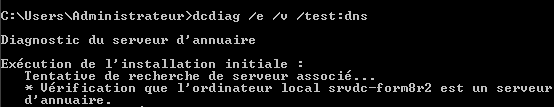 C:\Users\Administrateur>dcdiag /e /v /test:dns
Diagnostic du serveur d'annuaire
Exécution de l'installation initiale :
Tentative de recherche de serveur associé...
* Vérification que l'ordinateur local srvdc-form8r2 est un serveur
d'annuaire.